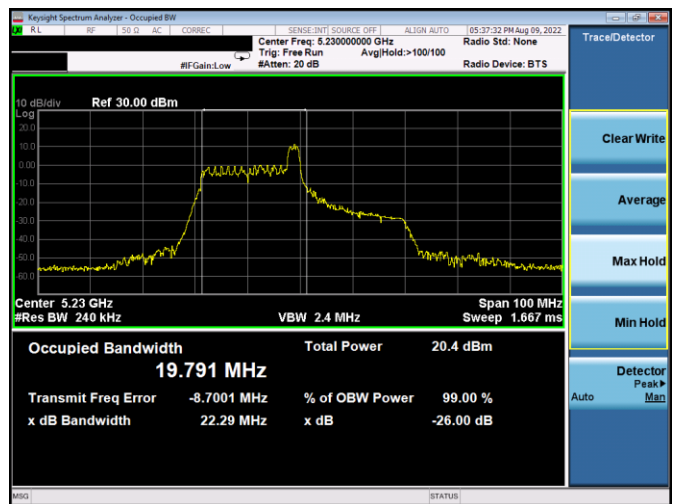 Keysight Spectrum Analyzer - Occupied BW
LXI RL RF 50 Ω AC CORREC SENSE:INT SOURCE OFF ALIGN AUTO 05:37:32 PM Aug 09, 2022
Center Freq: 5.230000000 GHz Radio Std: None
Trig: Free Run Avg|Hold:>100/100
#IFGain:Low #Atten: 20 dB Radio Device: BTS
10 dB/div Ref 30.00 dBm
Log
20.0
10.0
0.00
-10.0
-20.0
-30.0
-40.0
-50.0
-60.0
Center 5.23 GHz Span 100 MHz
#Res BW 240 kHz VBW 2.4 MHz Sweep 1.667 ms
Occupied Bandwidth Total Power 20.4 dBm
19.791 MHz
Transmit Freq Error -8.7001 MHz % of OBW Power 99.00 %
x dB Bandwidth 22.29 MHz x dB -26.00 dB
Trace/Detector
Clear Write
Average
Max Hold
Min Hold
Detector
Peak▶
Auto Man
MSG STATUS